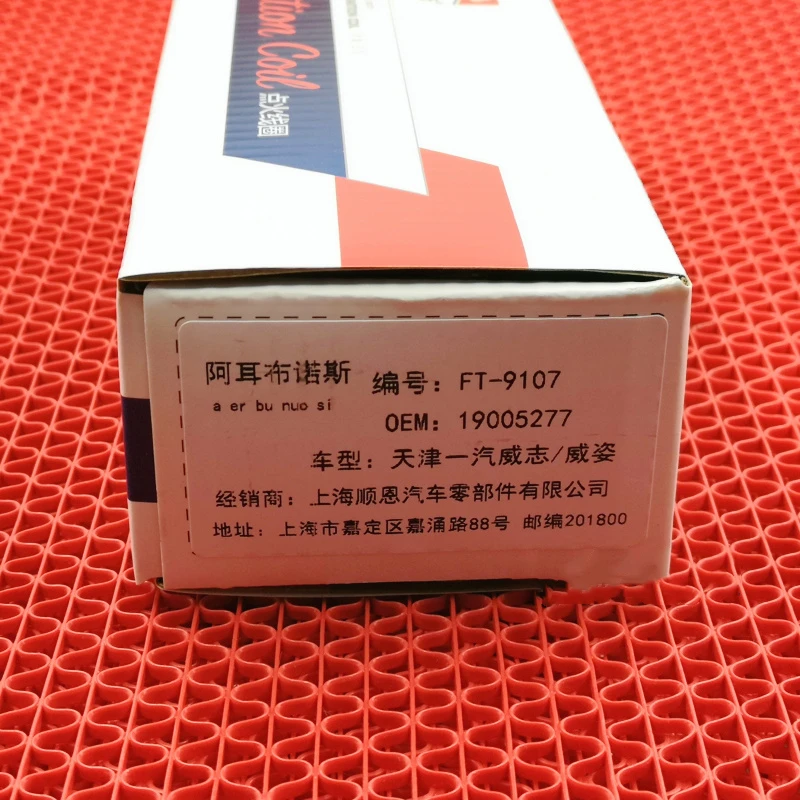 tion Coil
点火线圈
阿耳布诺斯
a er bu nuo si
编号：FT-9107
OEM：19005277
车型：天津一汽威志/威姿
经销商：上海顺恩汽车零部件有限公司
地址：上海市嘉定区嘉涌路88号 邮编201800